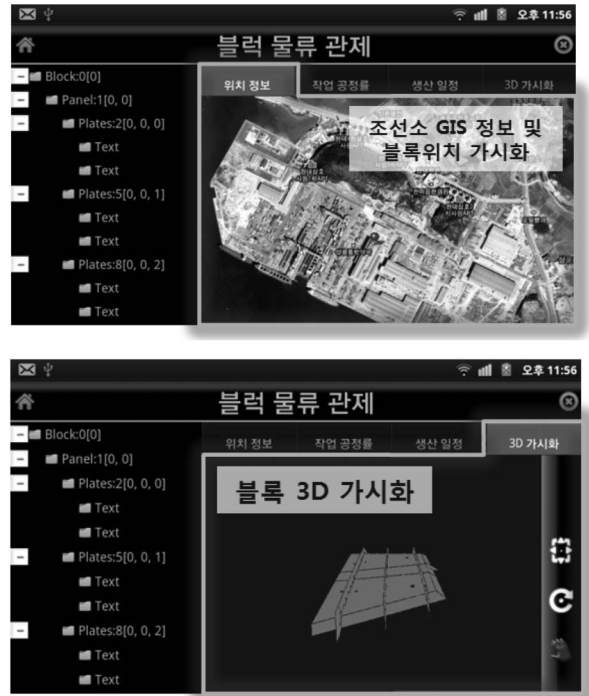 오후 11:56
블럭 물류 관제
Block:0[0]
Panel:1[0, 0]
Plates:2[0, 0, 0]
Text
Text
Plates:5[0, 0, 1]
Text
Text
Plates:8[0, 0, 2]
Text
Text
위치 정보
작업 공정률
생산 일정
3D 가시화
조선소 GIS 정보 및
블록위치 가시화
오후 11:56
블럭 물류 관제
Block:0[0]
Panel:1[0, 0]
Plates:2[0, 0, 0]
Text
Text
Plates:5[0, 0, 1]
Text
Text
Plates:8[0, 0, 2]
Text
Text
위치 정보
작업 공정률
생산 일정
3D 가시화
블록 3D 가시화